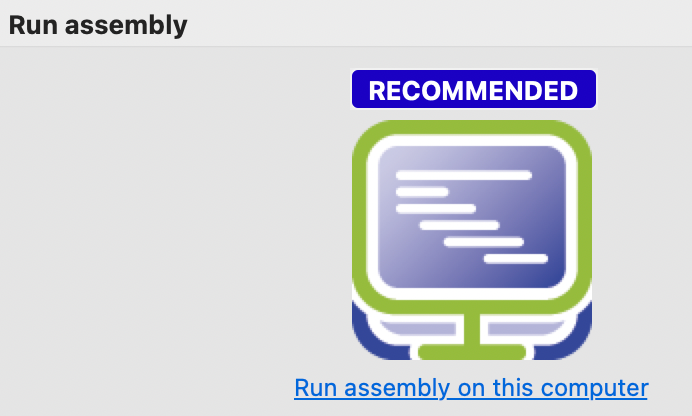 Run assembly
RECOMMENDED
Run assembly on this computer